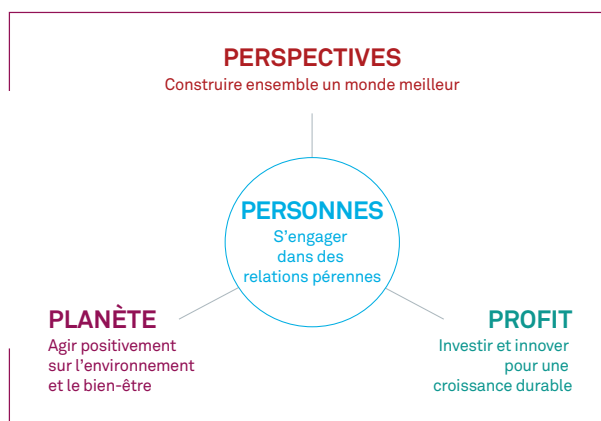 PERSPECTIVES
Construire ensemble un monde meilleur
PERSONNES
S’engager
dans des
relations pérennes
PLANÈTE
Agir positivement
sur l’environnement
et le bien-être
PROFIT
Investir et innover
pour une
croissance durable